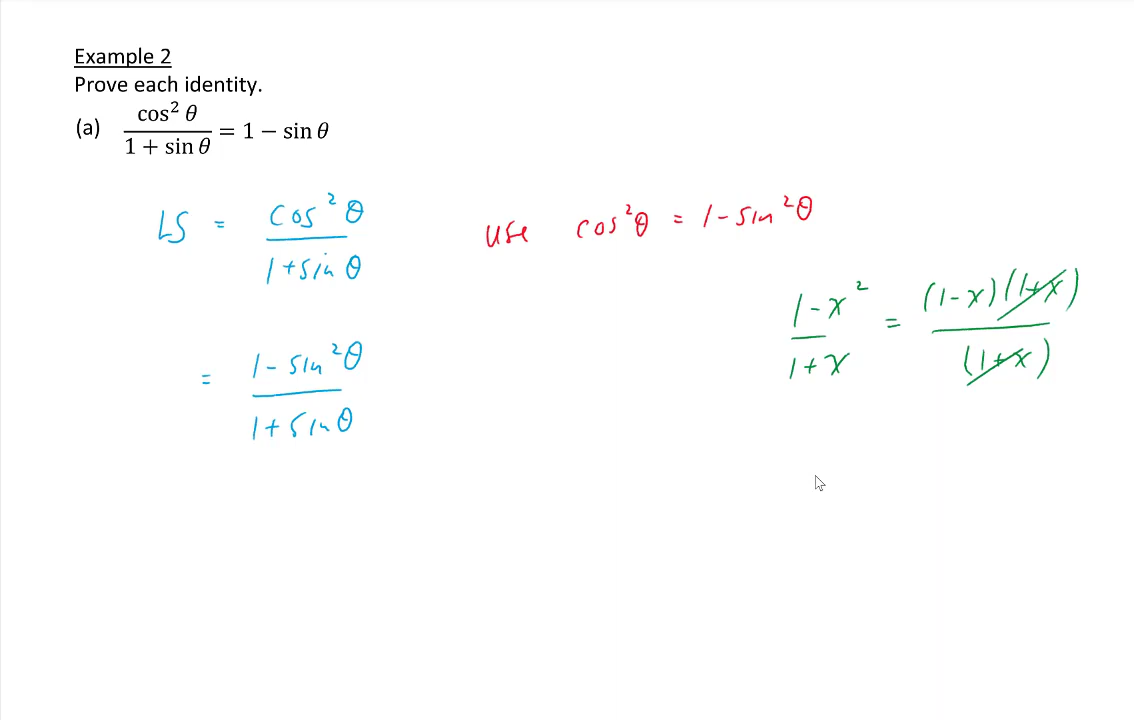 Example 2
Prove each identity.
(a) cos² θ / 1 + sin θ = 1 − sin θ
LS = cos²θ / 1+sinθ
use cos²θ = 1-sin²θ
1-x² / 1+x = (1-x)(1+x) / (1+x)
= 1-sin²θ / 1+sinθ